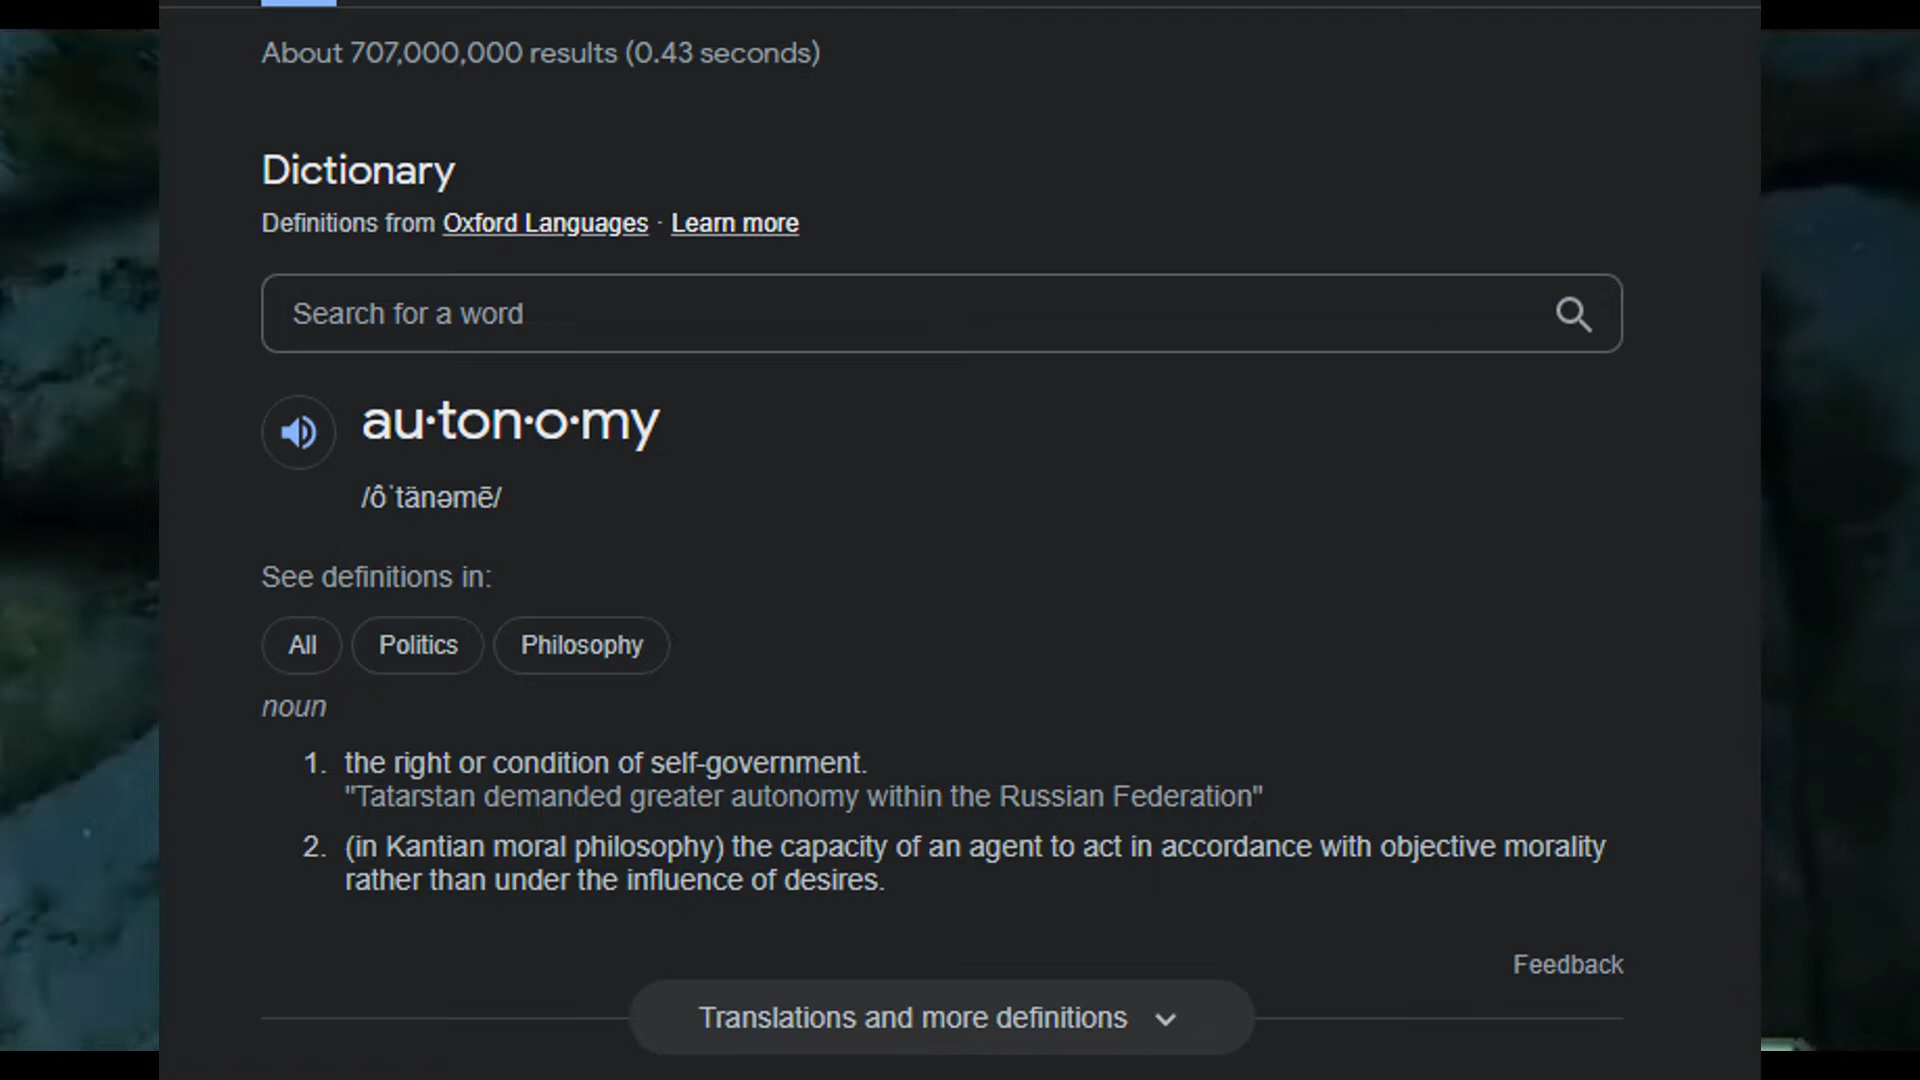 About 707,000,000 results (0.43 seconds)
Dictionary
Definitions from Oxford Languages · Learn more
Search for a word
au·ton·o·my
/ôˈtänəmē/
See definitions in:
All Politics Philosophy
noun
1. the right or condition of self-government.
"Tatarstan demanded greater autonomy within the Russian Federation"
2. (in Kantian moral philosophy) the capacity of an agent to act in accordance with objective morality
rather than under the influence of desires.
Feedback
Translations and more definitions